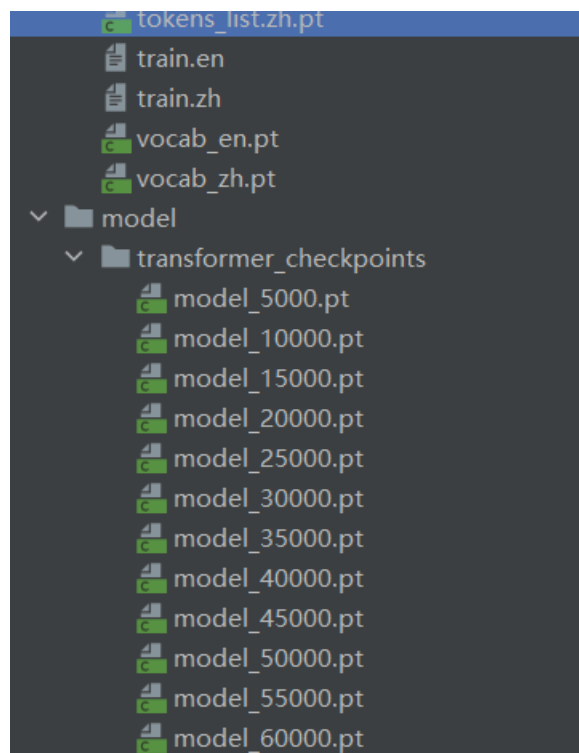 tokens_list.zh.pt
train.en
train.zh
vocab_en.pt
vocab_zh.pt
model
transformer_checkpoints
model_5000.pt
model_10000.pt
model_15000.pt
model_20000.pt
model_25000.pt
model_30000.pt
model_35000.pt
model_40000.pt
model_45000.pt
model_50000.pt
model_55000.pt
model_60000.pt